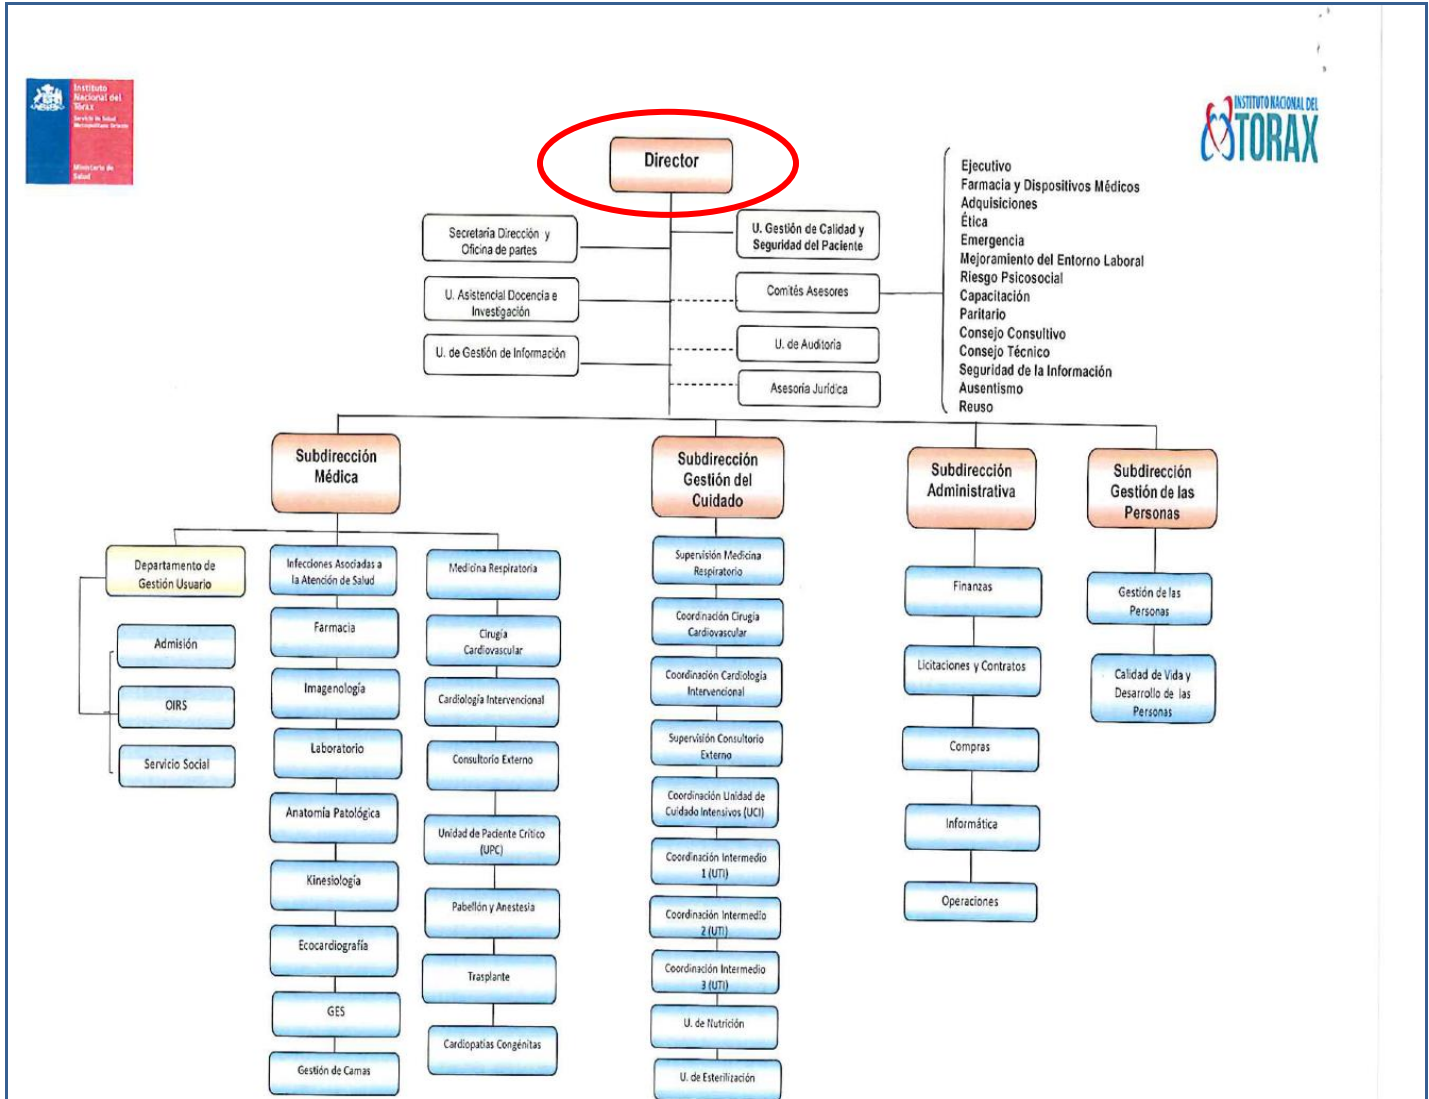 Instituto
Nacional del
Tórax
Servicio de Salud
Metropolitano Oriente
Ministerio de
Salud
INSTITUTO NACIONAL DEL
TORAX
Director
Secretaría Dirección y
Oficina de partes
U. Gestión de Calidad y
Seguridad del Paciente
U. Asistencial Docencia e
Investigación
Comités Asesores
U. de Gestión de Información
U. de Auditoria
Asesoría Jurídica
Ejecutivo
Farmacia y Dispositivos Médicos
Adquisiciones
Ética
Emergencia
Mejoramiento del Entorno Laboral
Riesgo Psicosocial
Capacitación
Paritario
Consejo Consultivo
Consejo Técnico
Seguridad de la Información
Ausentismo
Reuso
Subdirección
Médica
Subdirección
Gestión del
Cuidado
Subdirección
Administrativa
Subdirección
Gestión de las
Personas
Departamento de
Gestión Usuario
Admisión
OIRS
Servicio Social
Infecciones Asociadas a
la Atención de Salud
Farmacia
Imagenología
Laboratorio
Anatomía Patológica
Kinesiología
Ecocardiografía
GES
Gestión de Camas
Medicina Respiratoria
Cirugía
Cardiovascular
Cardiología Intervencional
Consultorio Externo
Unidad de Paciente Crítico
(UPC)
Pabellón y Anestesia
Trasplante
Cardiopatías Congénitas
Supervisión Medicina
Respiratorio
Coordinación Cirugía
Cardiovascular
Coordinación Cardiología
Intervencional
Supervisión Consultorio
Externo
Coordinación Unidad de
Cuidado Intensivos (UCI)
Coordinación Intermedio
1 (UTI)
Coordinación Intermedio
2 (UTI)
Coordinación Intermedio
3 (UTI)
U. de Nutrición
U. de Esterilización
Finanzas
Licitaciones y Contratos
Compras
Informática
Operaciones
Gestión de las
Personas
Calidad de Vida y
Desarrollo de las
Personas